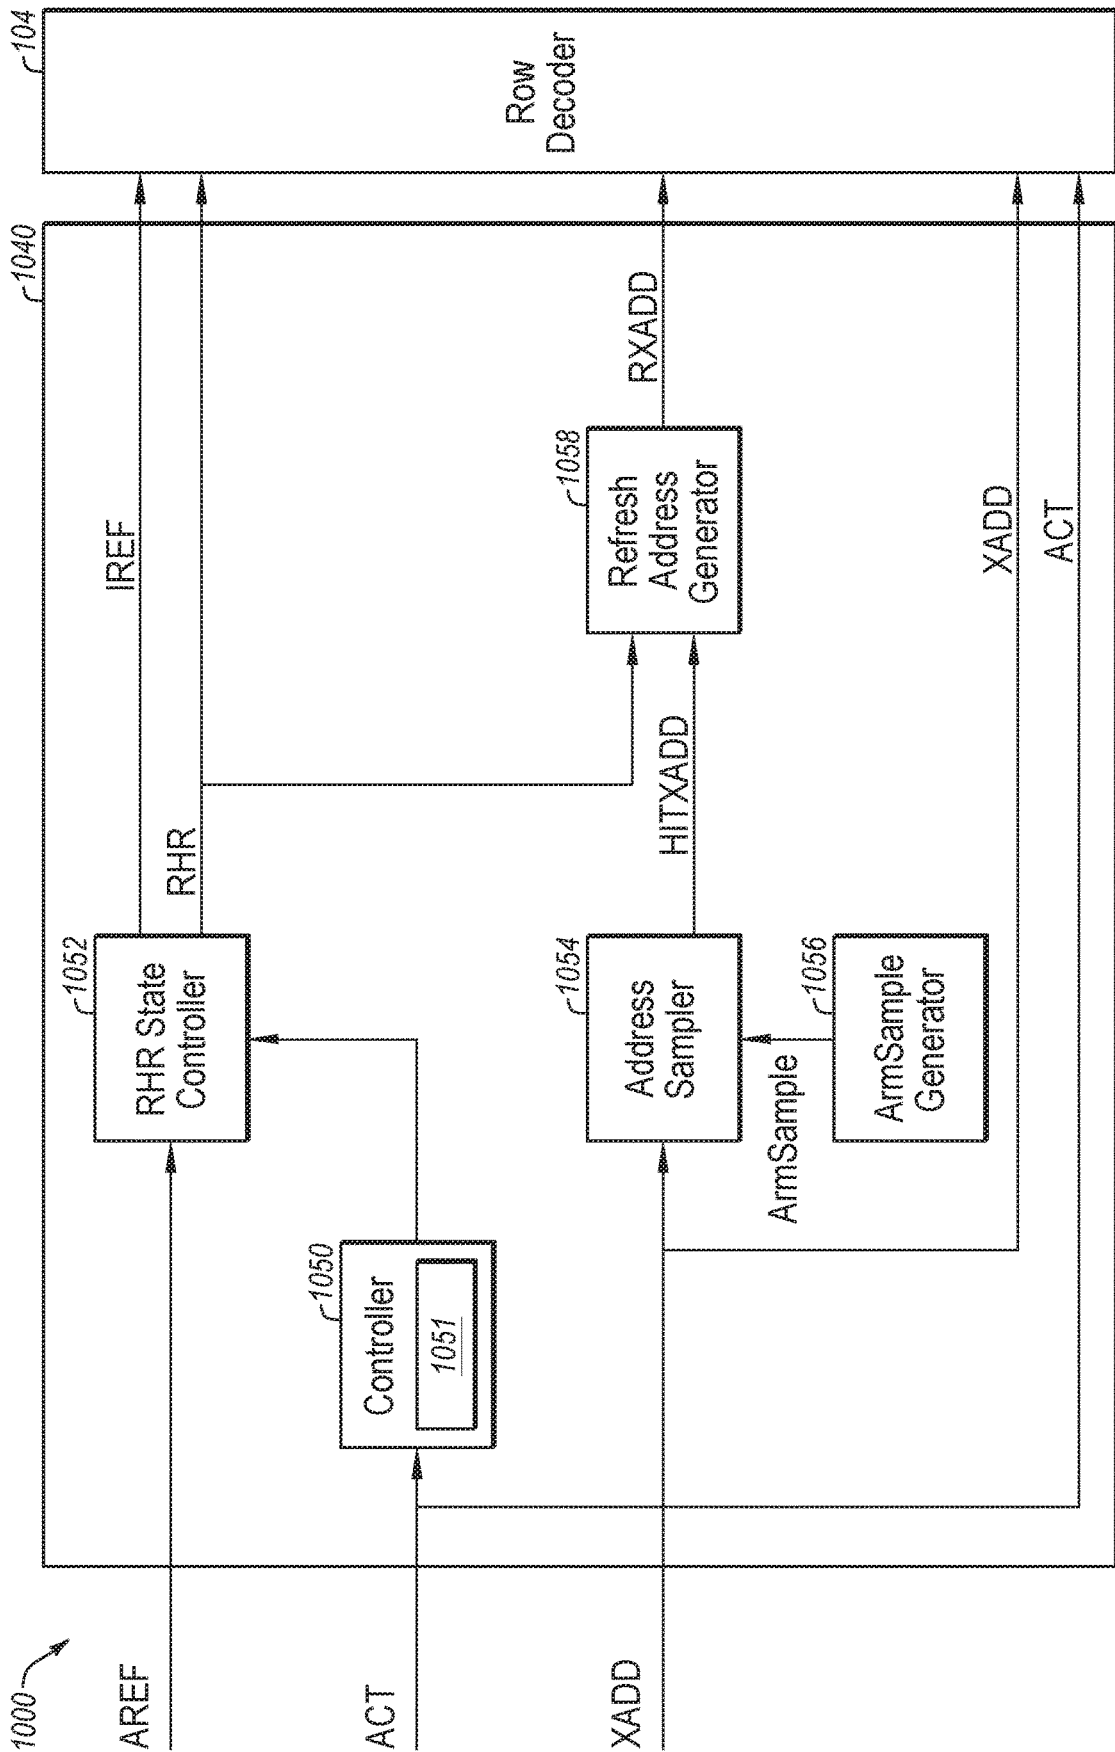 1000
AREF
ACT
XADD
1040
1052
RHR State
Controller
1050
Controller
1051
1054
Address
Sampler
ArmSample
1056
ArmSample
Generator
IREF
RHR
HITXADD
1058
Refresh
Address
Generator
RXADD
XADD
ACT
104
Row
Decoder